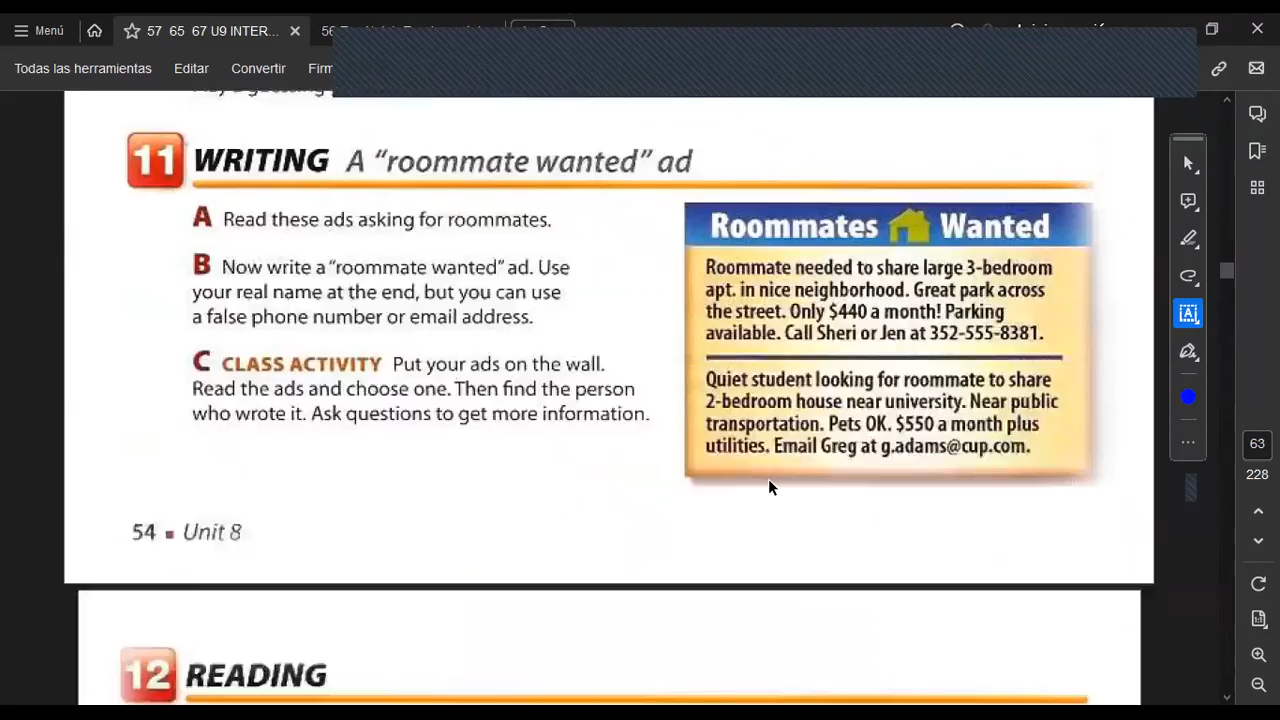 Menú
57 65 67 U9 INTER...
Todas las herramientas
Editar
Convertir
11 WRITING A “roommate wanted” ad
A Read these ads asking for roommates.
B Now write a “roommate wanted” ad. Use
your real name at the end, but you can use
a false phone number or email address.
C CLASS ACTIVITY Put your ads on the wall.
Read the ads and choose one. Then find the person
who wrote it. Ask questions to get more information.
Roommates Wanted
Roommate needed to share large 3-bedroom
apt. in nice neighborhood. Great park across
the street. Only $440 a month! Parking
available. Call Sheri or Jen at 352-555-8381.
Quiet student looking for roommate to share
2-bedroom house near university. Near public
transportation. Pets OK. $550 a month plus
utilities. Email Greg at g.adams@cup.com.
54 ▪ Unit 8
12 READING
63
228